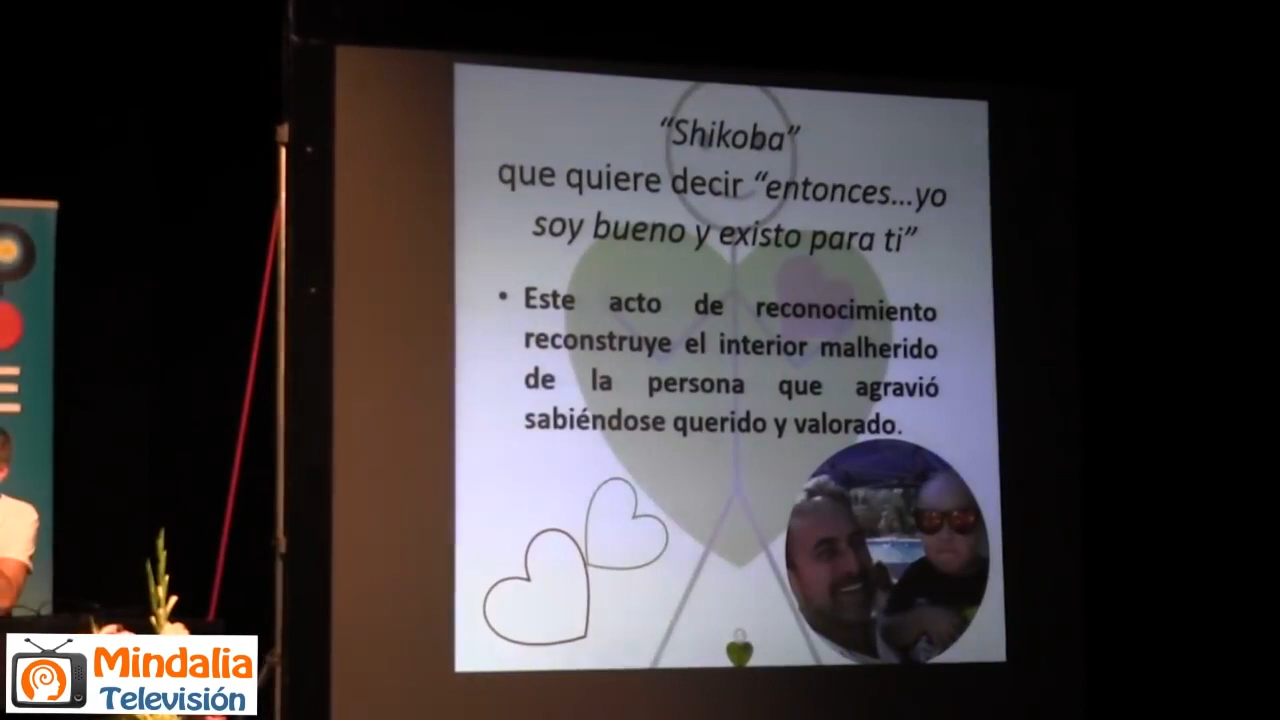 “Shikoba”
que quiere decir “entonces...yo
soy bueno y existo para ti”
• Este acto de reconocimiento
reconstruye el interior malherido
de la persona que agravió
sabiéndose querido y valorado.
Mindalia
Televisión